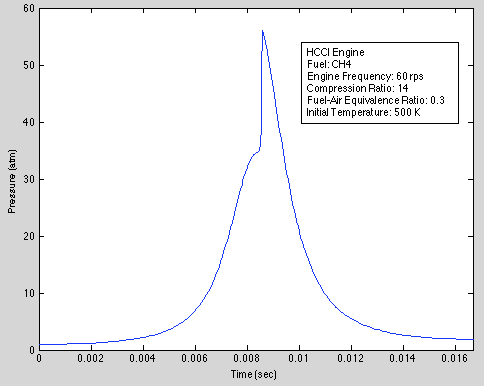 60
50
40
30
20
10
0
Pressure (atm)
HCCI Engine
Fuel: CH4
Engine Frequency: 60 rps
Compression Ratio: 14
Fuel-Air Equivalence Ratio: 0.3
Initial Temperature: 500 K
0 0.002 0.004 0.006 0.008 0.01 0.012 0.014 0.016
Time (sec)